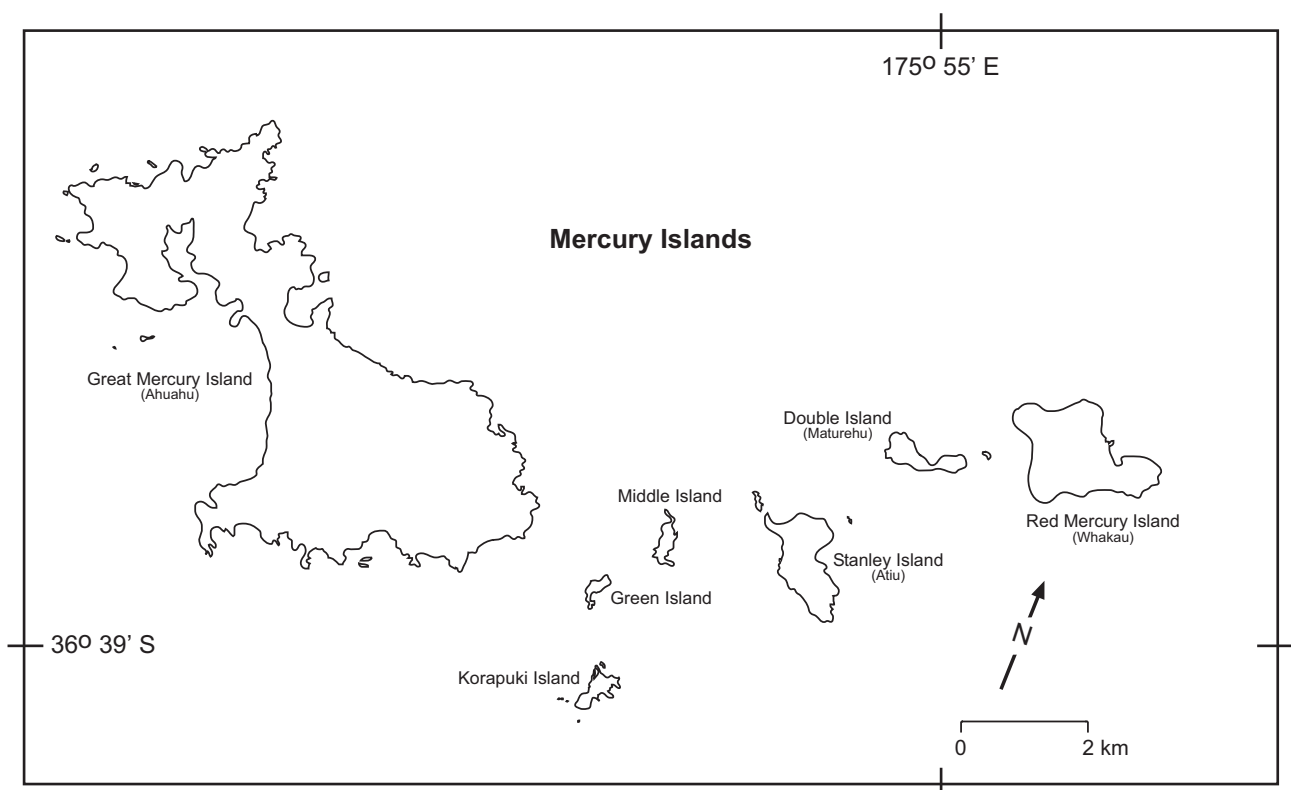 175º 55’ E
Mercury Islands
Great Mercury Island
(Ahuahu)
Double Island
(Maturehu)
Middle Island
Red Mercury Island
(Whakau)
Stanley Island
(Atiu)
Green Island
N
36º 39’ S
Korapuki Island
0
2 km